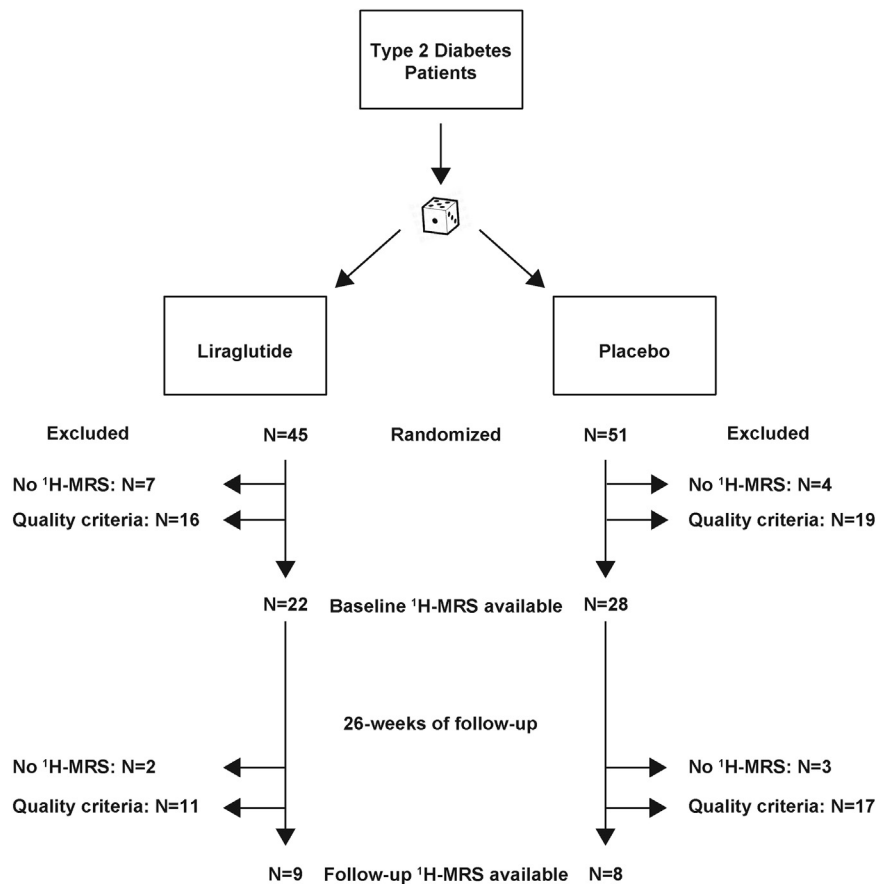 Type 2 Diabetes
Patients
Liraglutide
Placebo
Excluded N=45 Randomized N=51 Excluded
No ¹H-MRS: N=7
No ¹H-MRS: N=4
Quality criteria: N=16
Quality criteria: N=19
N=22 Baseline ¹H-MRS available N=28
26-weeks of follow-up
No ¹H-MRS: N=2
No ¹H-MRS: N=3
Quality criteria: N=11
Quality criteria: N=17
N=9 Follow-up ¹H-MRS available N=8